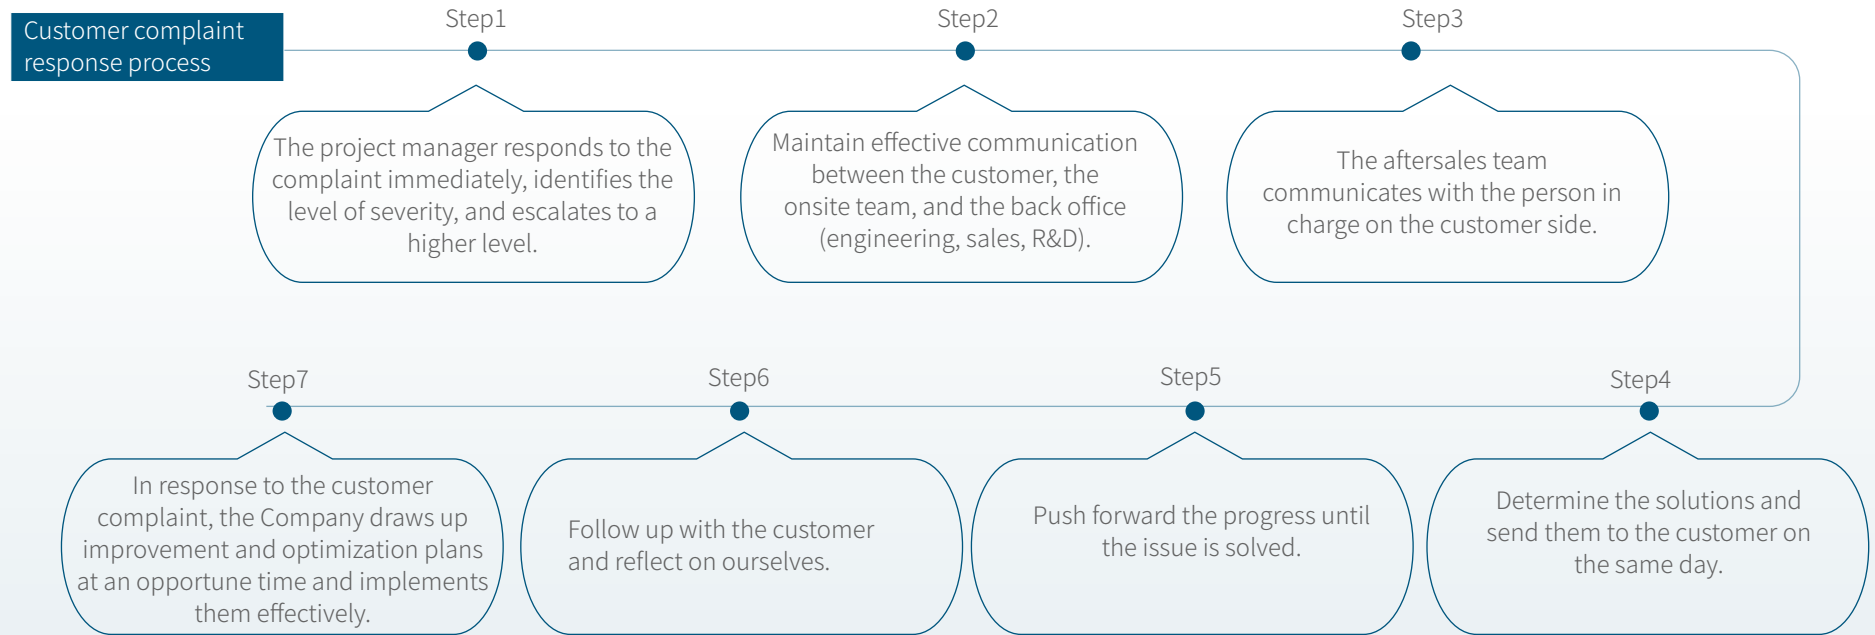 Customer complaint
response process
Step1
The project manager responds to the
complaint immediately, identifies the
level of severity, and escalates to a
higher level.
Step2
Maintain effective communication
between the customer, the
onsite team, and the back office
(engineering, sales, R&D).
Step3
The aftersales team
communicates with the person in
charge on the customer side.
Step4
Determine the solutions and
send them to the customer on
the same day.
Step5
Push forward the progress until
the issue is solved.
Step6
Follow up with the customer
and reflect on ourselves.
Step7
In response to the customer
complaint, the Company draws up
improvement and optimization plans
at an opportune time and implements
them effectively.